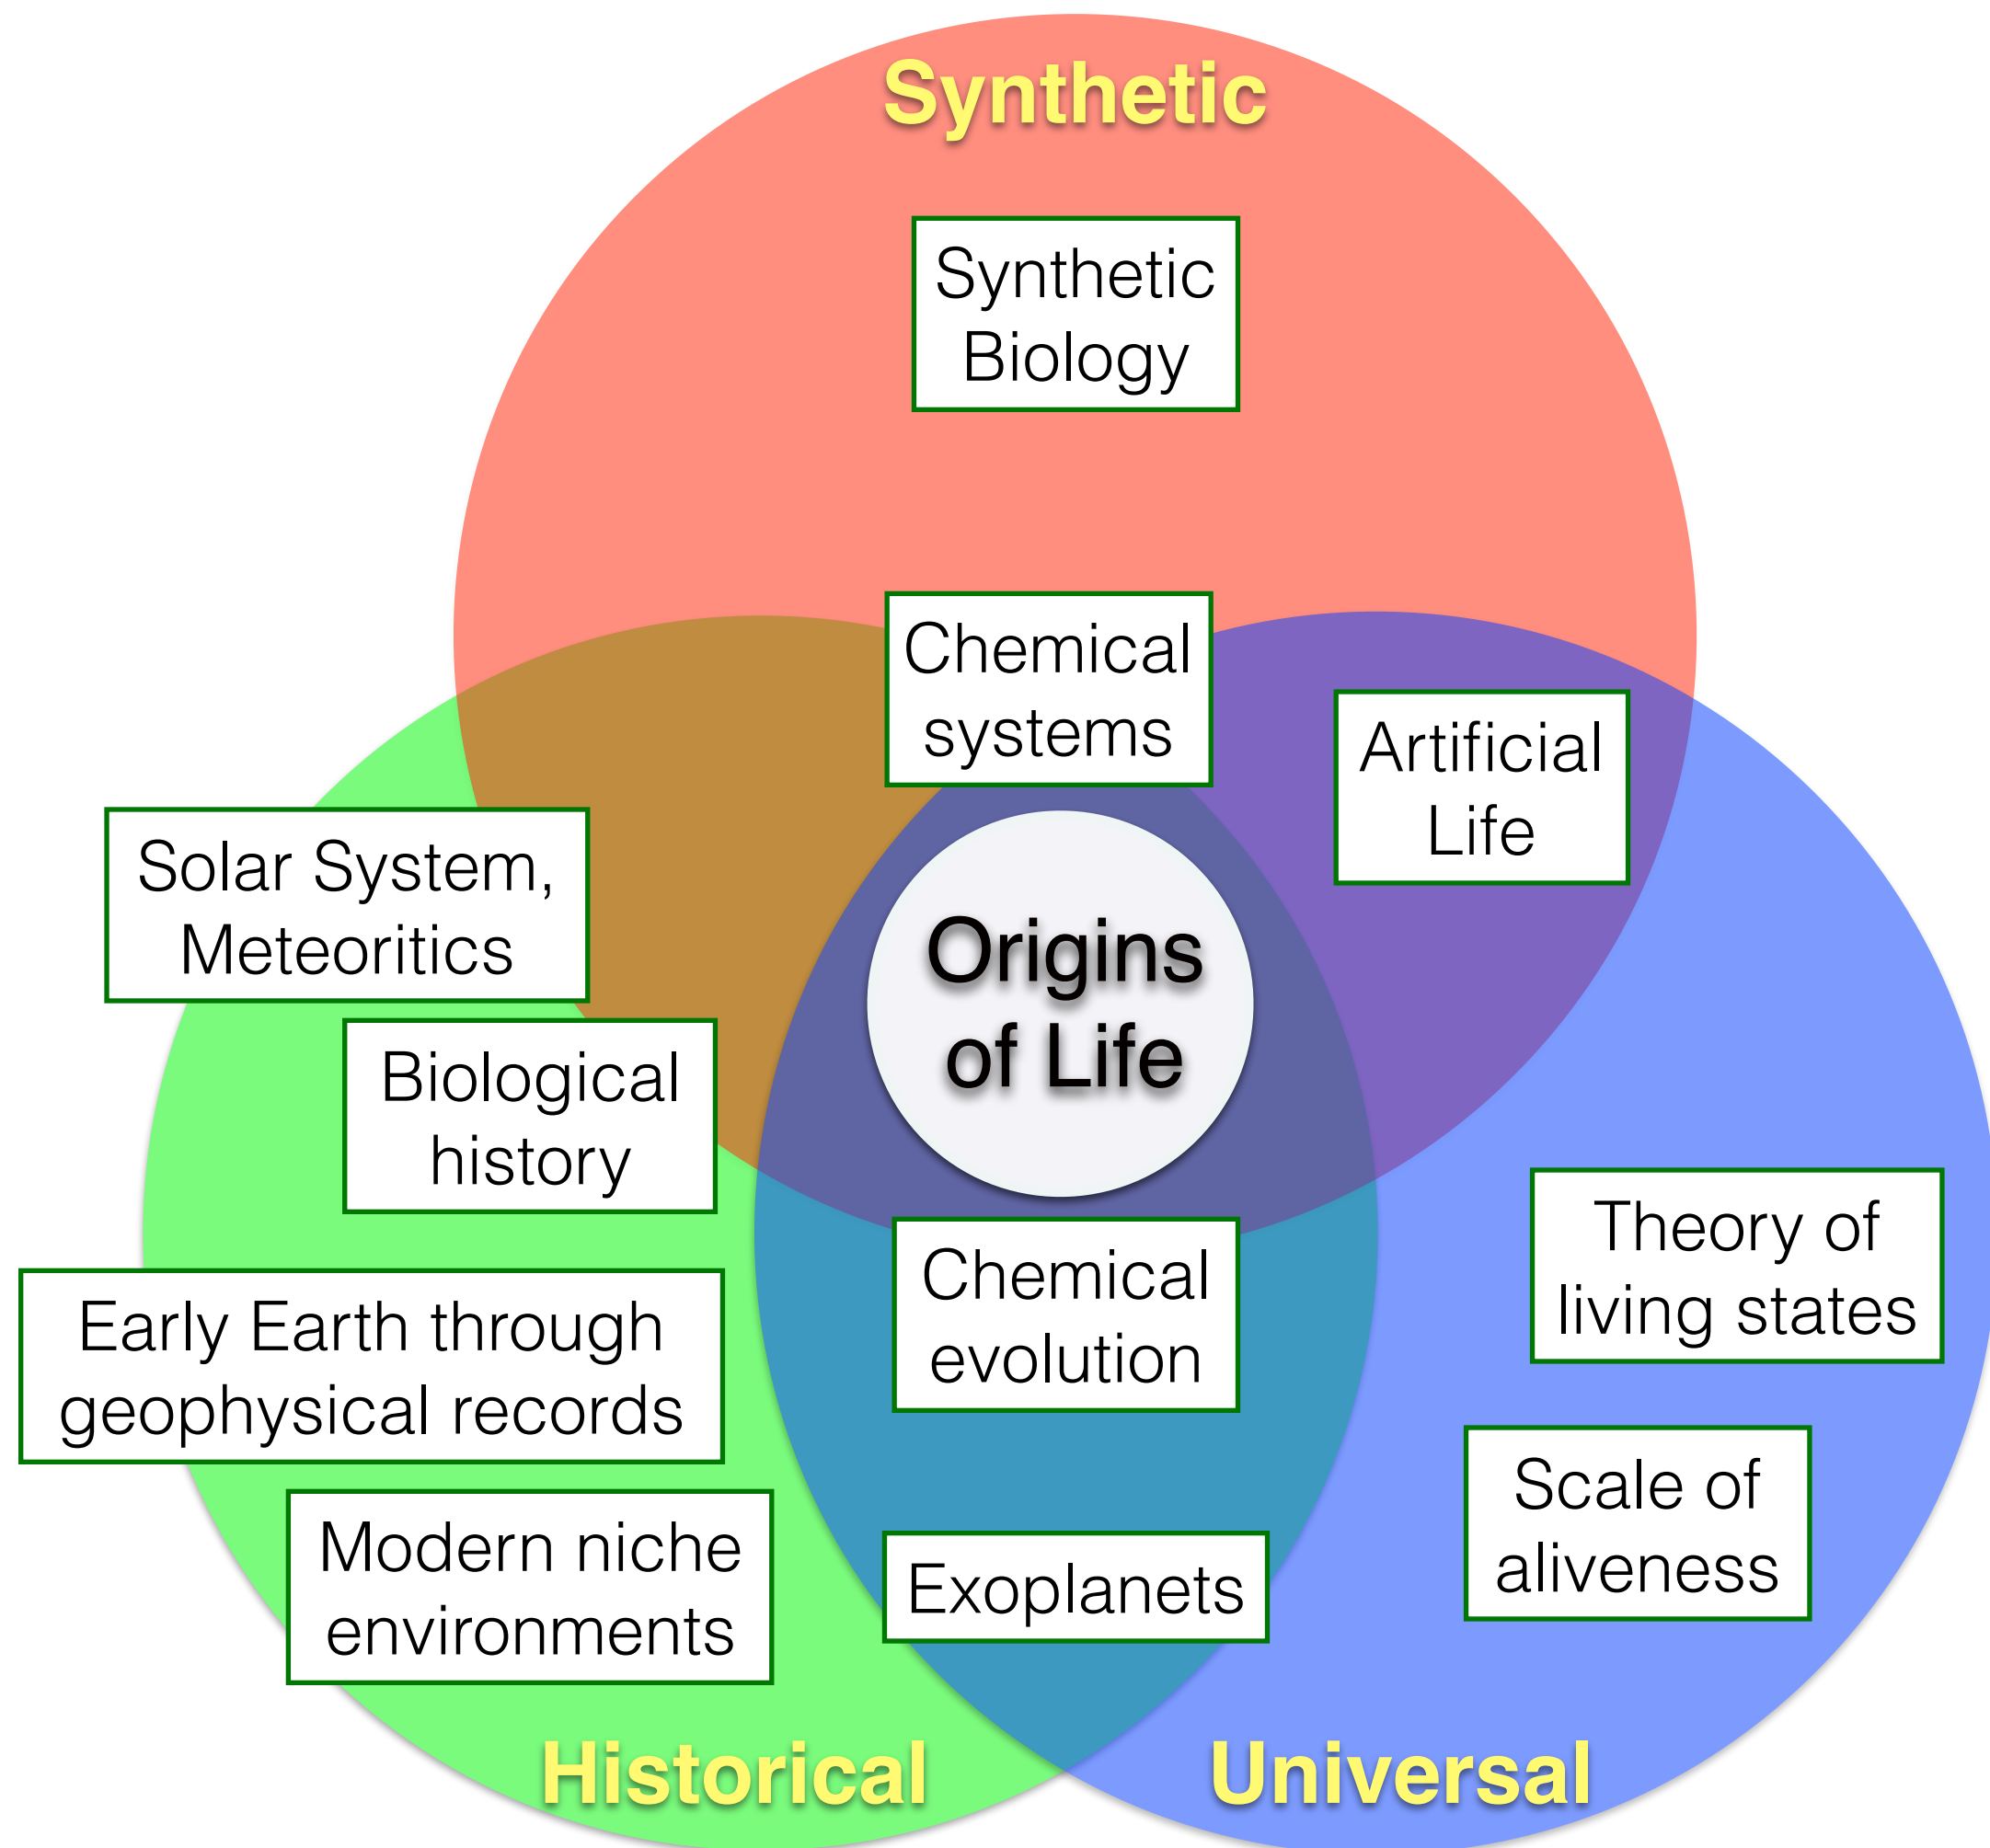 Synthetic
Synthetic
Biology
Chemical
systems
Artificial
Life
Solar System,
Meteoritics
Origins
of Life
Biological
history
Theory of
living states
Early Earth through
geophysical records
Chemical
evolution
Scale of
aliveness
Modern niche
environments
Exoplanets
Historical
Universal